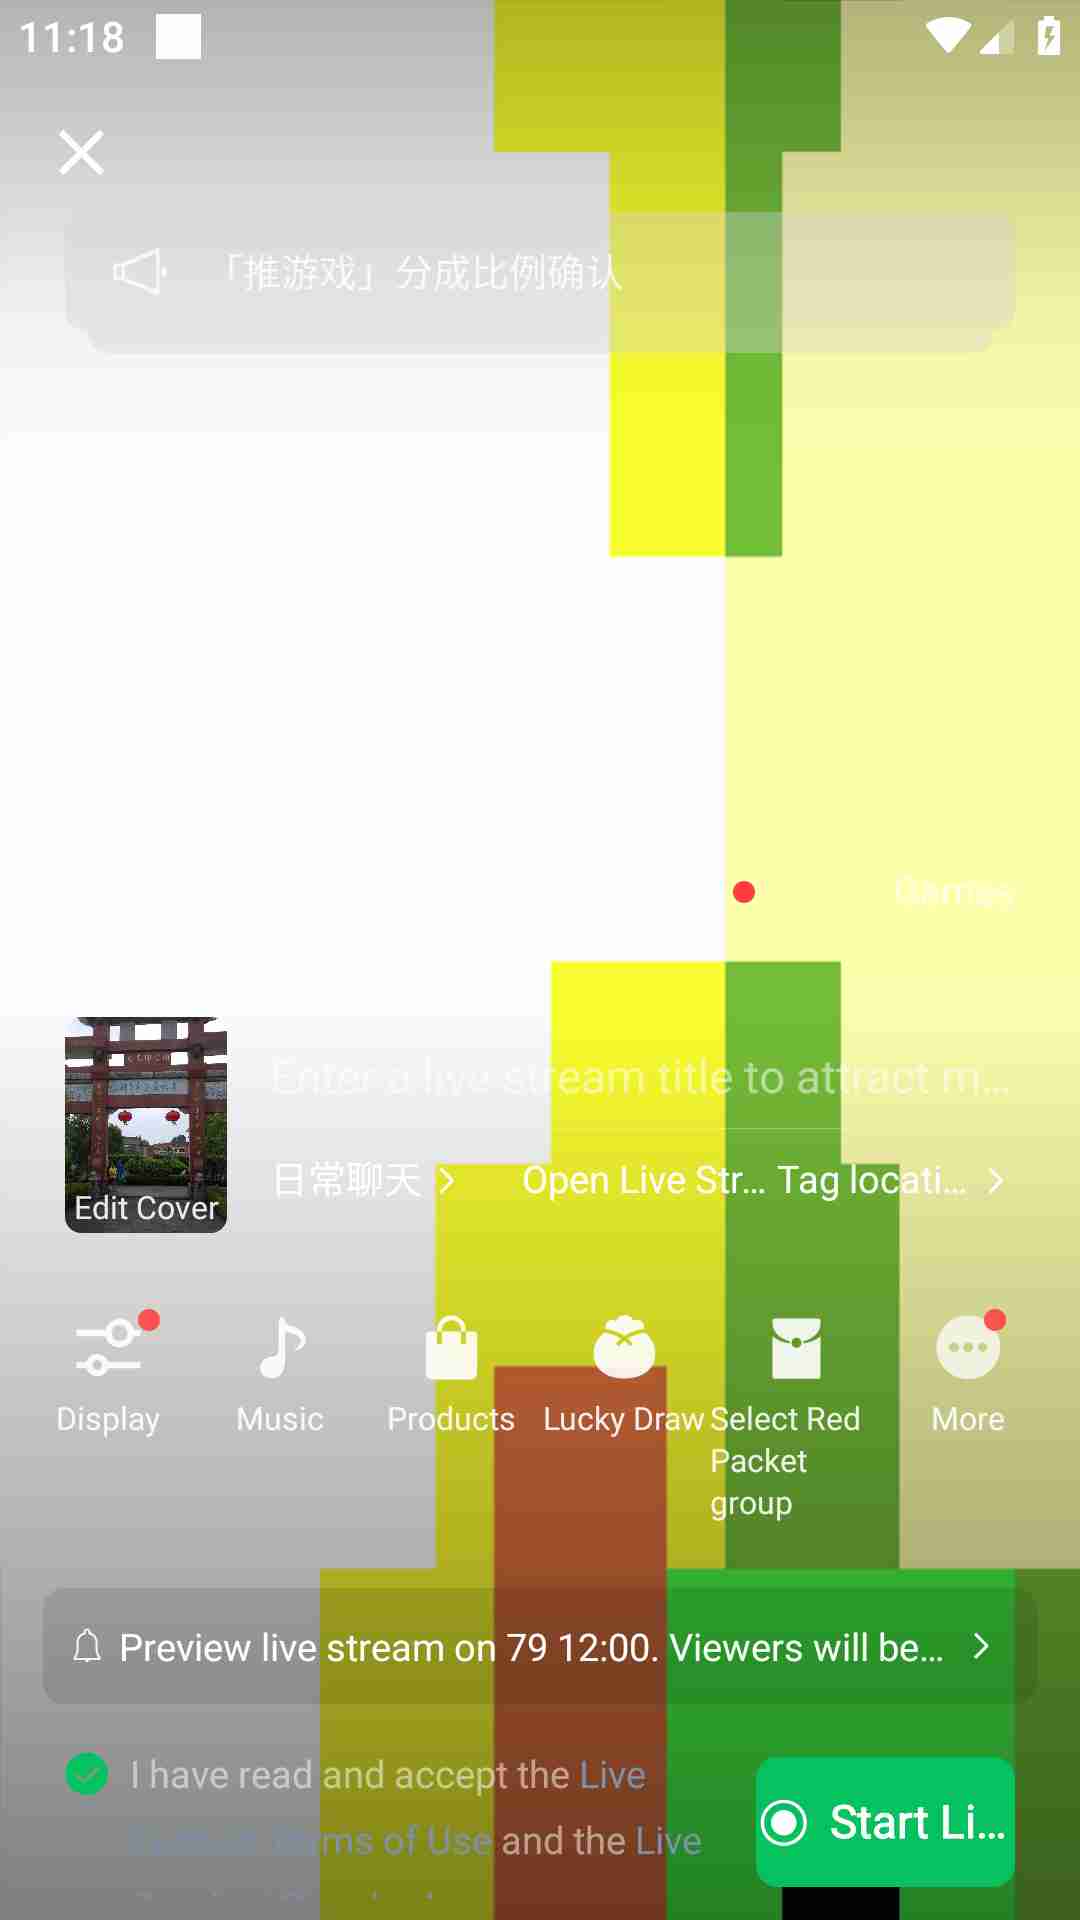 11:18
「推游戏」分成比例确认
Games
Enter a live stream title to attract m...
日常聊天
Open Live Str... Tag locati...
Edit Cover
Display
Music
Products
Lucky Draw
Select Red
Packet
group
More
Preview live stream on 79 12:00. Viewers will be...
I have read and accept the Live
Terms of Use and the Live
Start Li...